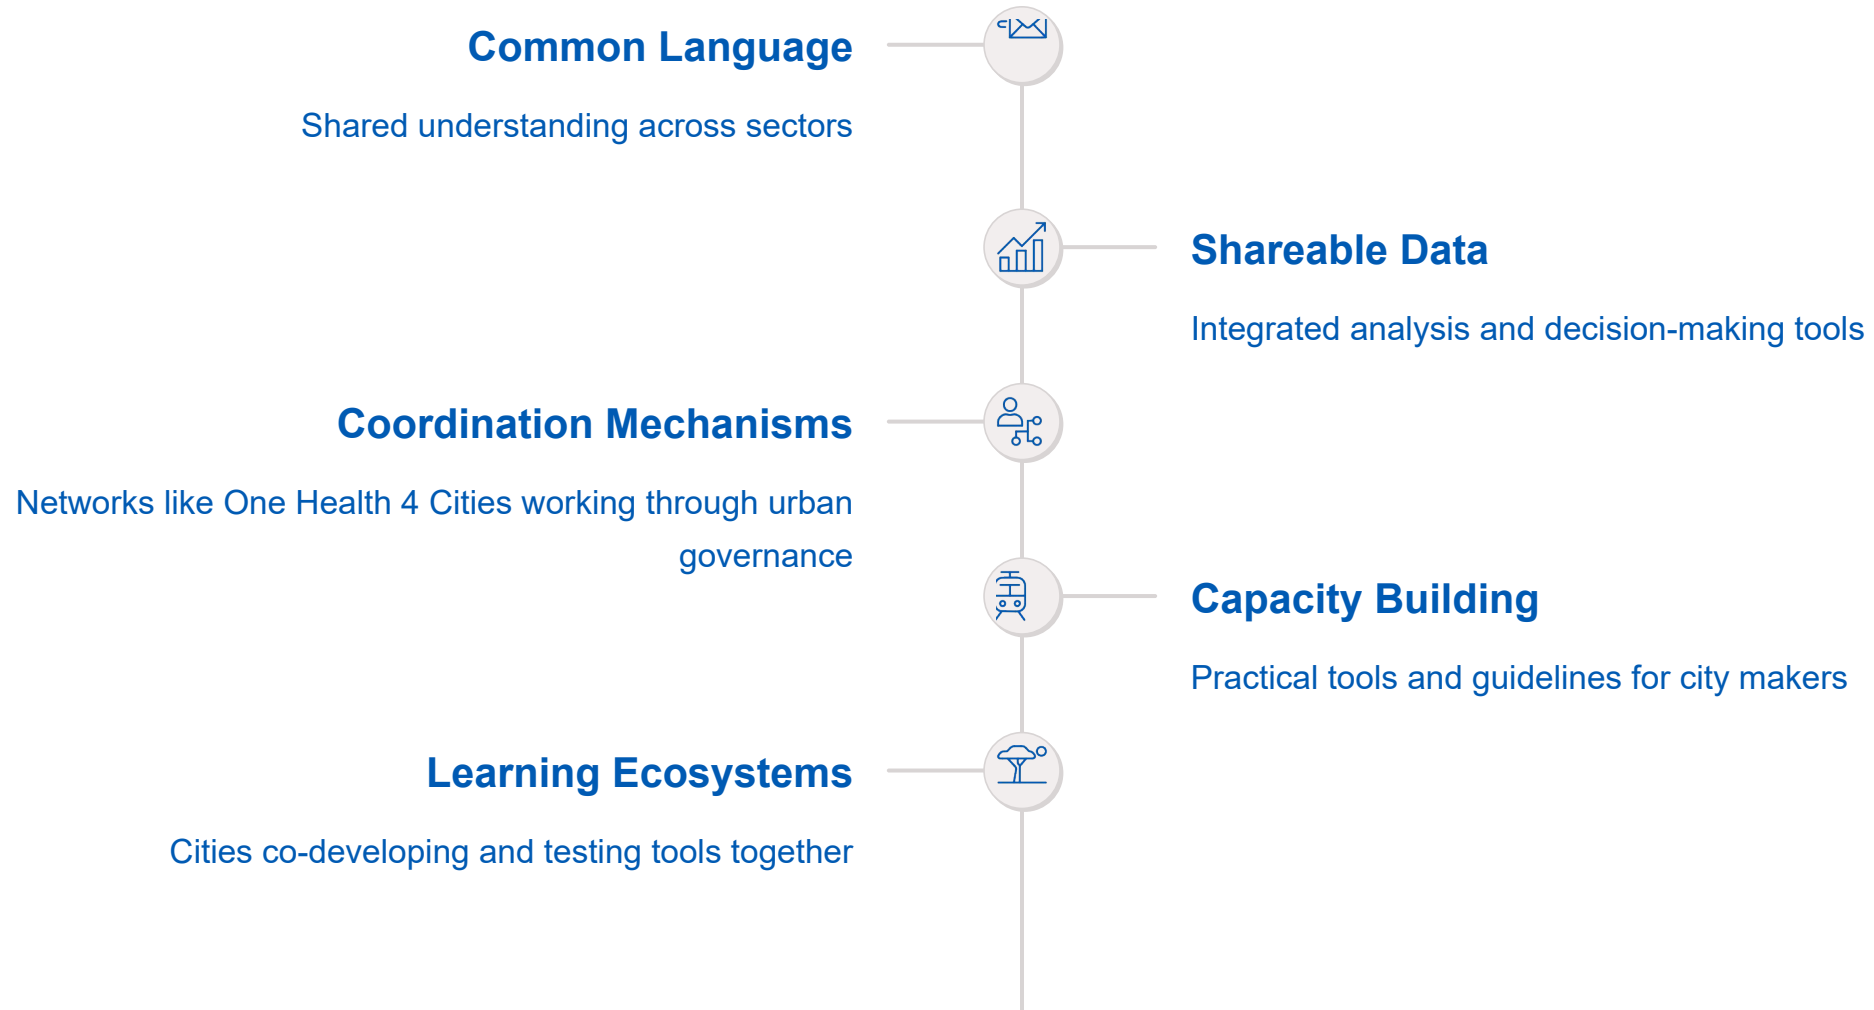 Common Language
Shared understanding across sectors
Shareable Data
Integrated analysis and decision-making tools
Coordination Mechanisms
Networks like One Health 4 Cities working through urban
governance
Capacity Building
Practical tools and guidelines for city makers
Learning Ecosystems
Cities co-developing and testing tools together